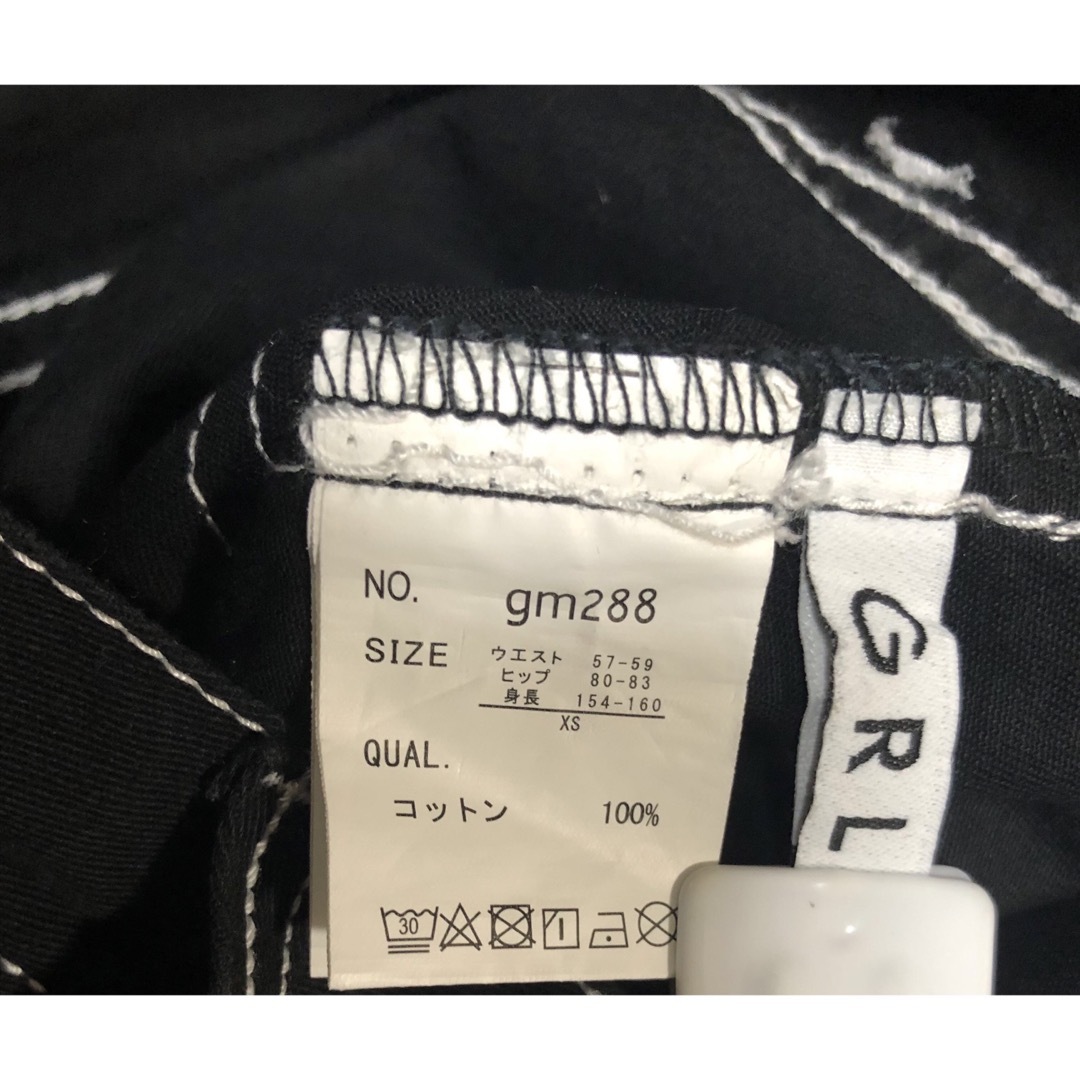 NO. gm288
SIZE ウエスト 57-59
ヒップ 80-83
身長 154-160
XS
QUAL.
コットン 100%
30
GRL